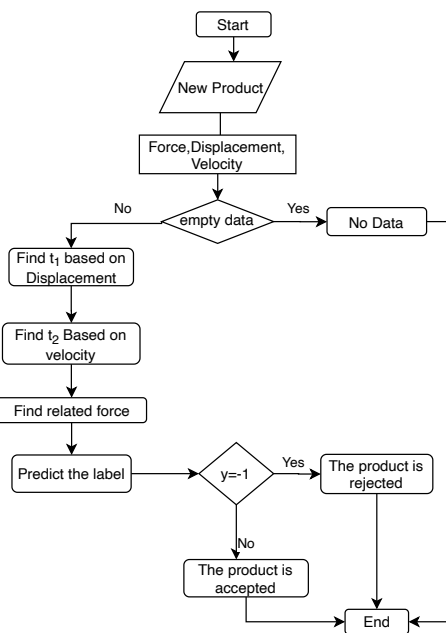 Start
New Product
Force,Displacement,
Velocity
empty data
No
Yes
No Data
Find t₁ based on
Displacement
Find t₂ Based on
velocity
Find related force
Predict the label
y=-1
Yes
The product is
rejected
No
The product is
accepted
End